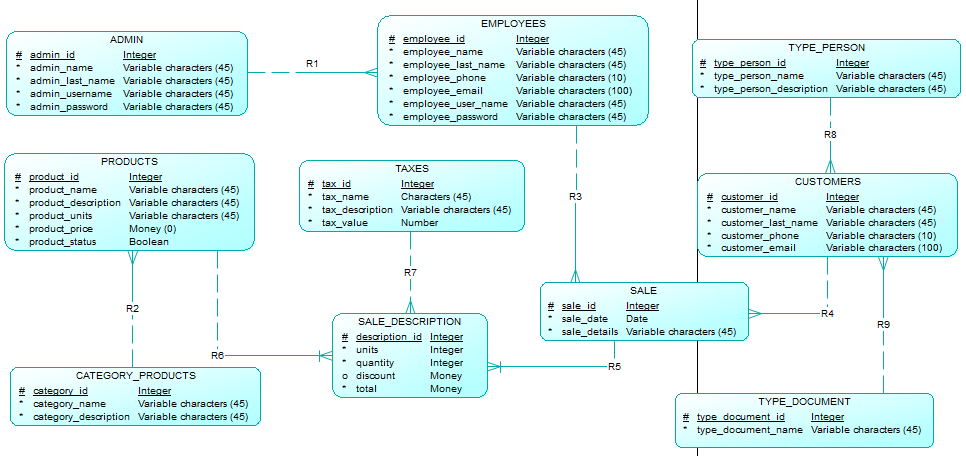 ADMIN
# admin_id Integer
* admin_name Variable characters (45)
* admin_last_name Variable characters (45)
* admin_username Variable characters (45)
* admin_password Variable characters (45)
R1
EMPLOYEES
# employee_id Integer
* employee_name Variable characters (45)
* employee_last_name Variable characters (45)
* employee_phone Variable characters (10)
* employee_email Variable characters (100)
* employee_user_name Variable characters (45)
* employee_password Variable characters (45)
TYPE_PERSON
# type_person_id Integer
* type_person_name Variable characters (45)
* type_person_description Variable characters (45)
R8
PRODUCTS
# product_id Integer
* product_name Variable characters (45)
* product_description Variable characters (45)
* product_units Variable characters (45)
* product_price Money (0)
* product_status Boolean
TAXES
# tax_id Integer
* tax_name Characters (45)
* tax_description Variable characters (45)
* tax_value Number
R3
CUSTOMERS
# customer_id Integer
* customer_name Variable characters (45)
* customer_last_name Variable characters (45)
* customer_phone Variable characters (10)
* customer_email Variable characters (100)
R7
R2
SALE
# sale_id Integer
* sale_date Date
* sale_details Variable characters (45)
R4
R9
SALE_DESCRIPTION
# description_id Integer
* units Integer
* quantity Integer
o discount Money
* total Money
R6
R5
CATEGORY_PRODUCTS
# category_id Integer
* category_name Variable characters (45)
* category_description Variable characters (45)
TYPE_DOCUMENT
# type_document_id Integer
* type_document_name Variable characters (45)